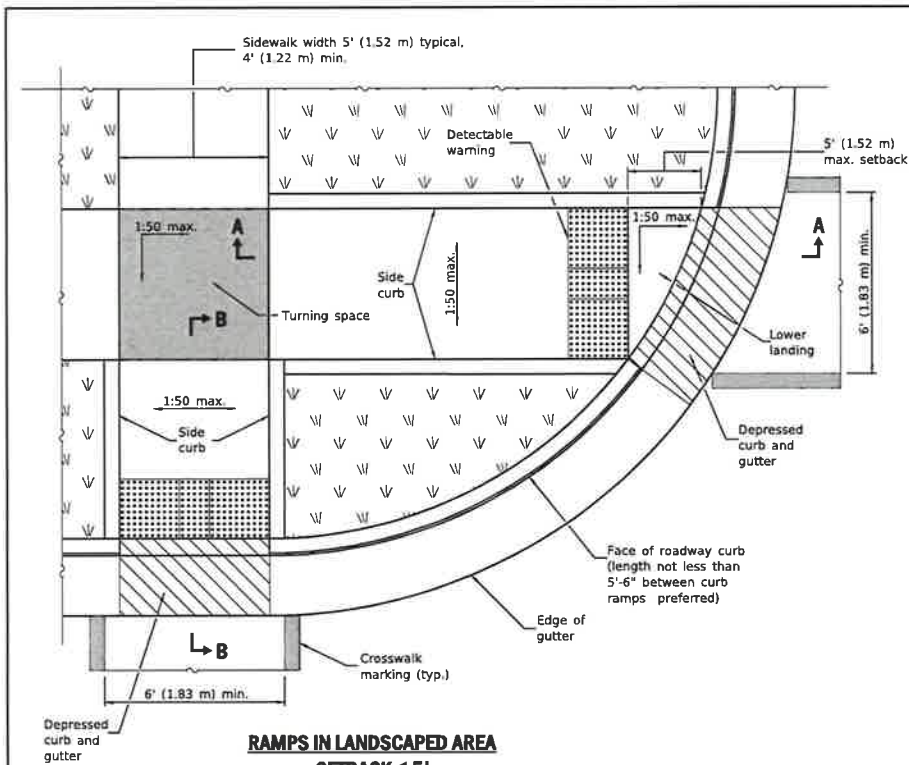 Sidewalk width 5' (1.52 m) typical,
4' (1.22 m) min.
Detectable
warning
5' (1.52 m)
max. setback
1:50 max.
A
1:50 max.
A
Side
curb
1:50 max.
6' (1.83 m) min.
B
Turning space
Lower
landing
1:50 max.
Side
curb
Depressed
curb and
gutter
Face of roadway curb
(length not less than
5'-6" between curb
ramps preferred)
Edge of
gutter
B
Crosswalk
marking (typ.)
6' (1.83 m) min.
Depressed
curb and
gutter
RAMPS IN LANDSCAPED AREA